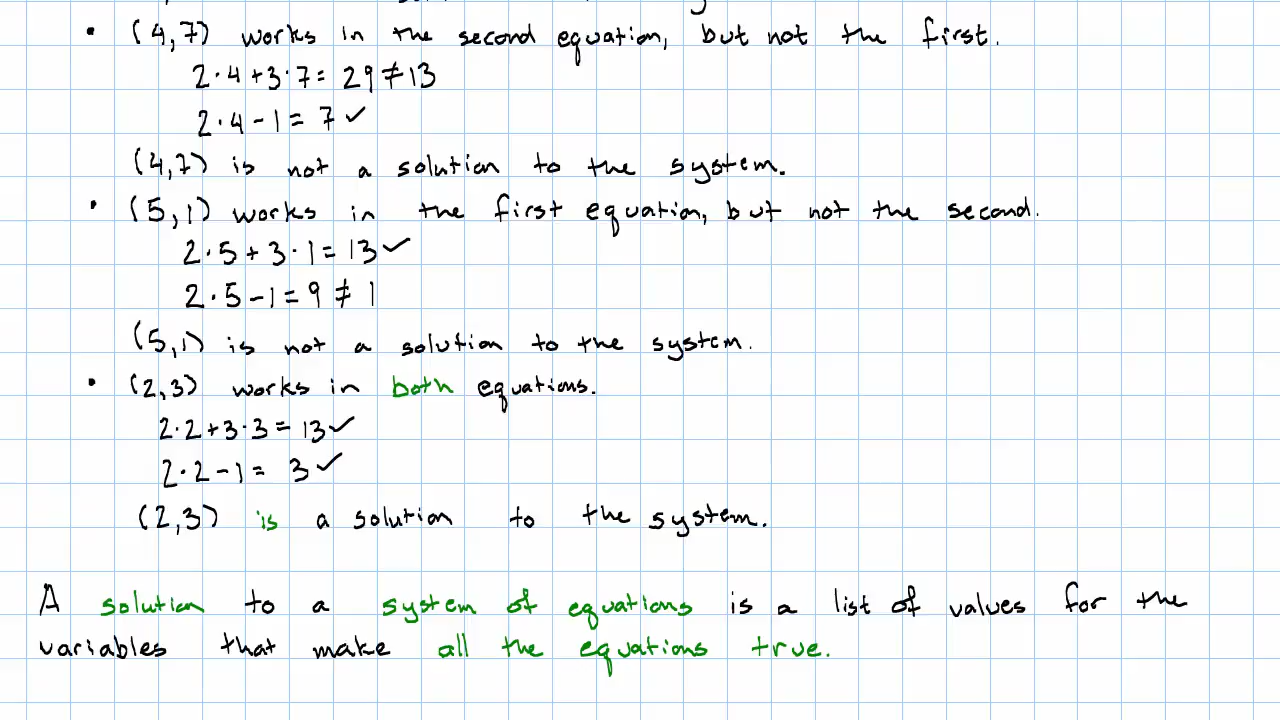 • (4,7) works in the second equation, but not the first.
2·4+3·7= 29≠13
2·4-1= 7✓
(4,7) is not a solution to the system.
• (5,1) works in the first equation, but not the second.
2·5+3·1=13✓
2·5-1=9≠1
(5,1) is not a solution to the system.
• (2,3) works in both equations.
2·2+3·3=13✓
2·2-1= 3✓
(2,3) is a solution to the system.
A solution to a system of equations is a list of values for the
variables that make all the equations true.